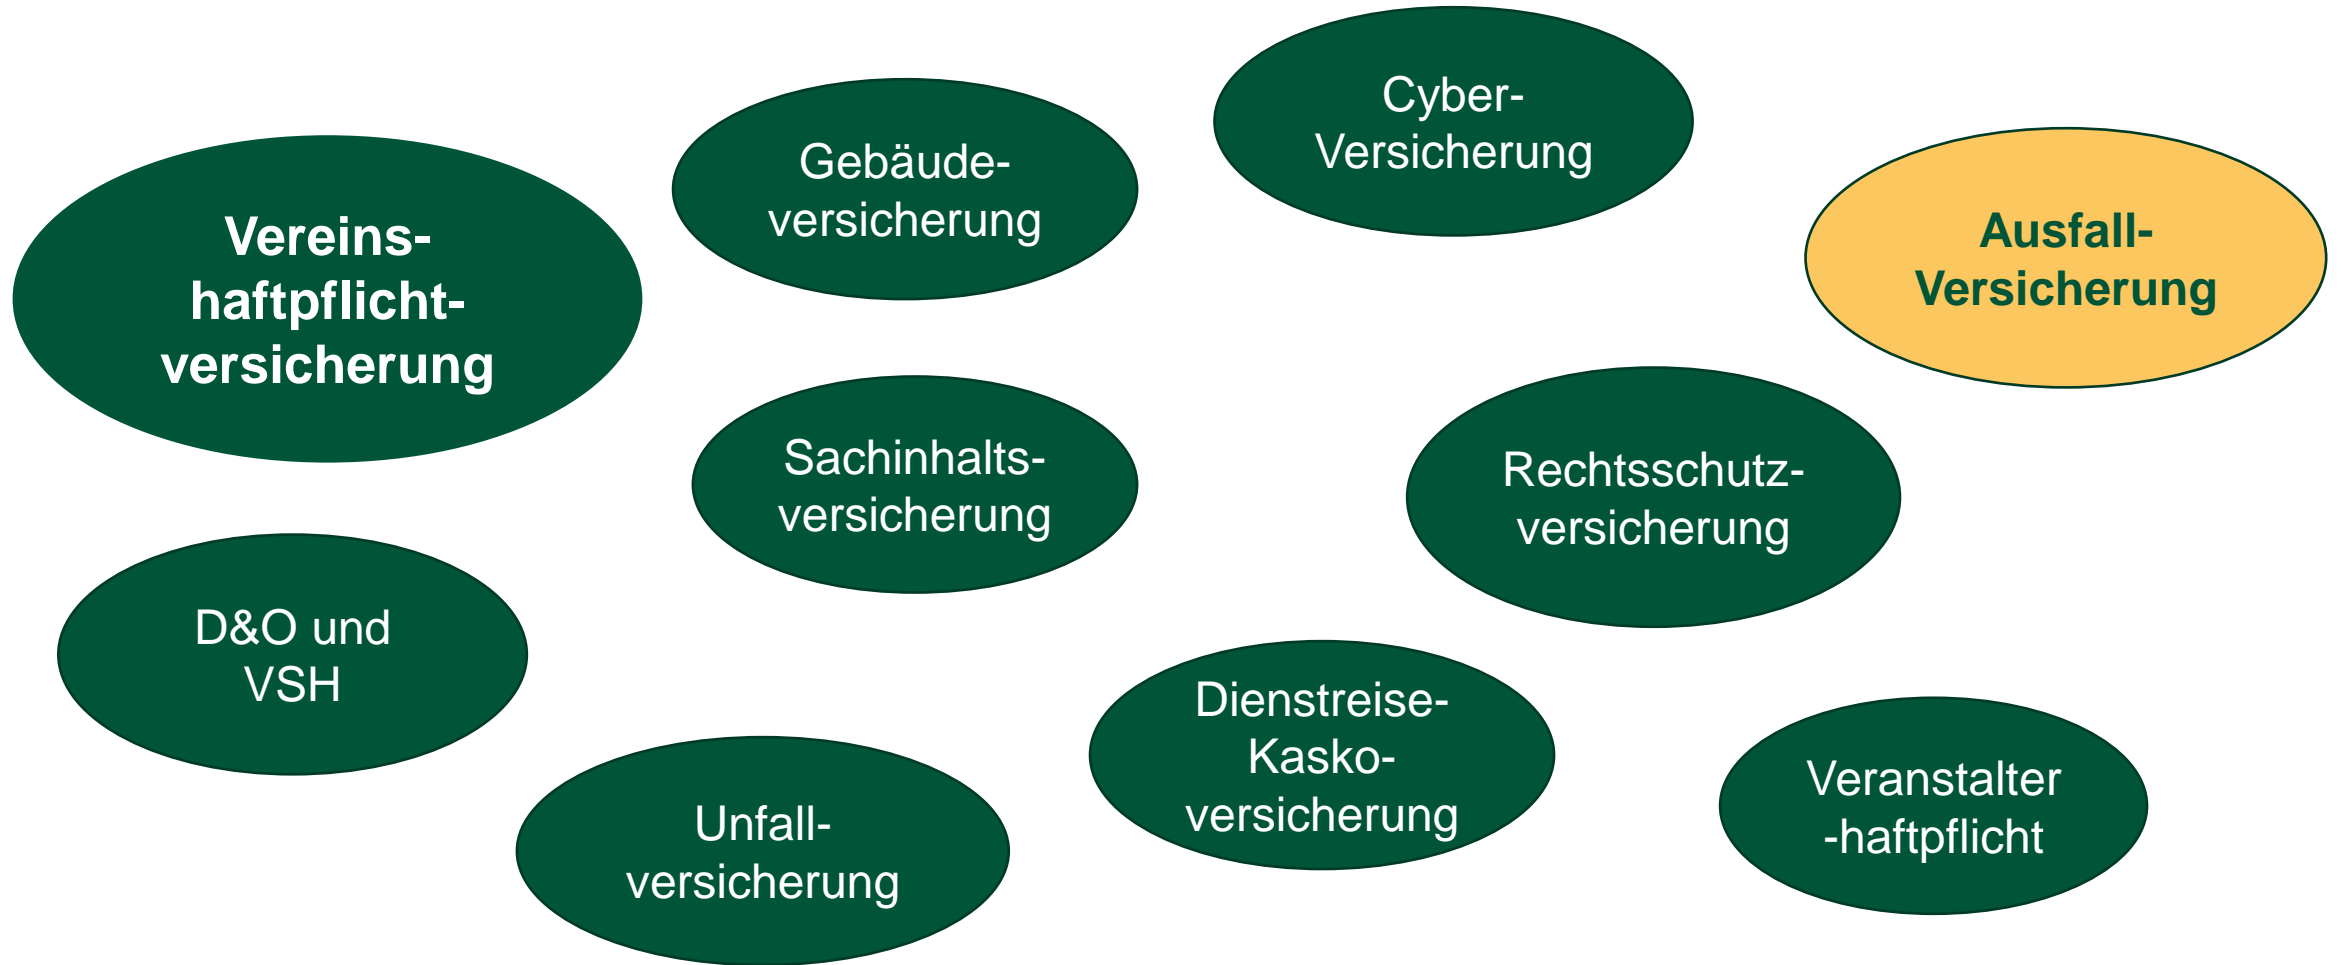 Vereins-
haftpflicht-
versicherung
Gebäude-
versicherung
Cyber-
Versicherung
Ausfall-
Versicherung
Sachinhalts-
versicherung
Rechtsschutz-
versicherung
D&O und
VSH
Unfall-
versicherung
Dienstreise-
Kasko-
versicherung
Veranstalter
-haftpflicht